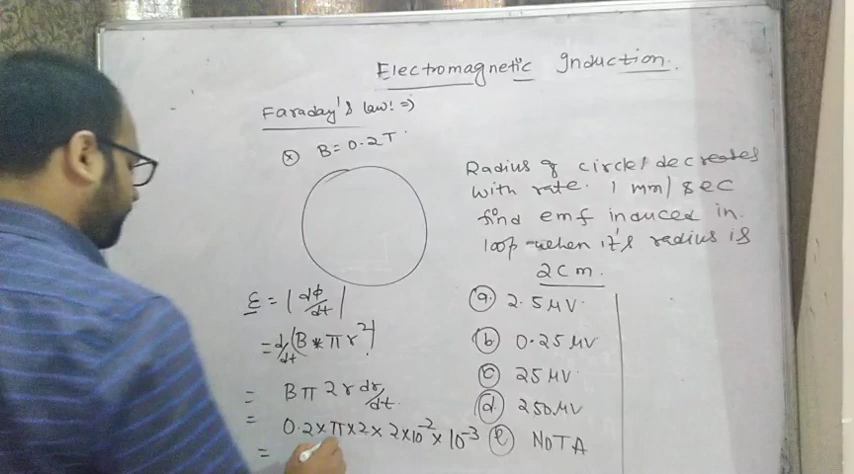 Electromagnetic Induction.
Faraday's law! ⇒)
ⓧ B = 0.2T
Radius of circle/decreases
with rate. 1 mm/sec
find emf induced in.
loop when it's radius is
2cm.
ε = |dφ/dt|
= d/dt(B * πr²)
= Bπ 2r dr/dt
= 0.2×π×2×2×10⁻²×10⁻³
=
(a.) 2.5 μV.
(b) 0.25 μV
(c) 25 μV
(d.) 250 μV
(e) NOTA